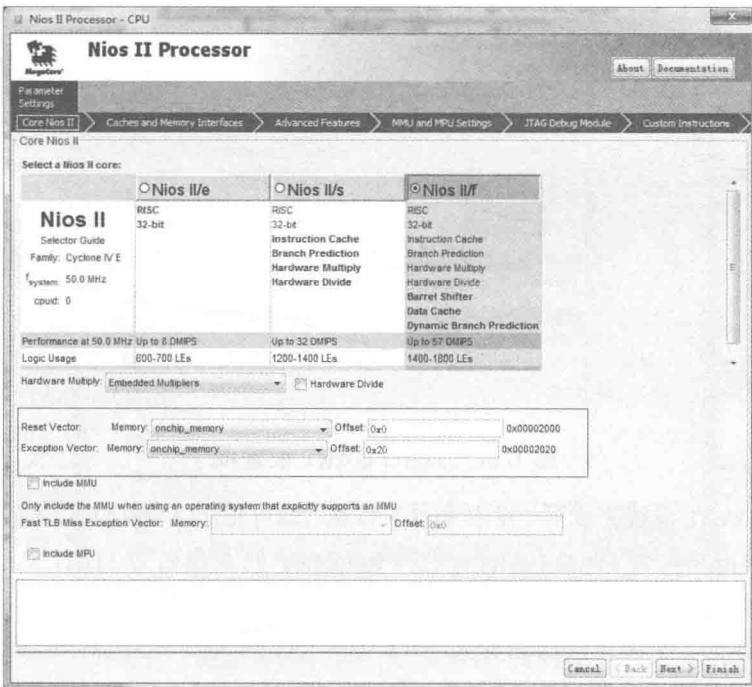 Nios II Processor - CPU
Nios II Processor
MegaCore'
About Documentation
Parameter
Settings
Core Nios II Caches and Memory Interfaces Advanced Features MMU and MPU Settings JTAG Debug Module Custom Instructions
Core Nios II
Select a Nios II core:
Nios II/e Nios II/s Nios II/f
Nios II
Selector Guide
Family: Cyclone IV E
fsystem: 50.0 MHz
cpuid: 0
RISC
32-bit
RISC
32-bit
Instruction Cache
Branch Prediction
Hardware Multiply
Hardware Divide
RISC
32-bit
Instruction Cache
Branch Prediction
Hardware Multiply
Hardware Divide
Barrel Shifter
Data Cache
Dynamic Branch Prediction
Performance at 50.0 MHz Up to 8 DMIPS Up to 32 DMIPS Up to 57 DMIPS
Logic Usage 600-700 LEs 1200-1400 LEs 1400-1800 LEs
Hardware Multiply: Embedded Multipliers Hardware Divide
Reset Vector: Memory: onchip_memory Offset: 0x0 0x00002000
Exception Vector: Memory: onchip_memory Offset: 0x20 0x00002020
Include MMU
Only include the MMU when using an operating system that explicitly supports an MMU
Fast TLB Miss Exception Vector: Memory: Offset: 0x0
Include MPU
Cancel < Back Next > Finish